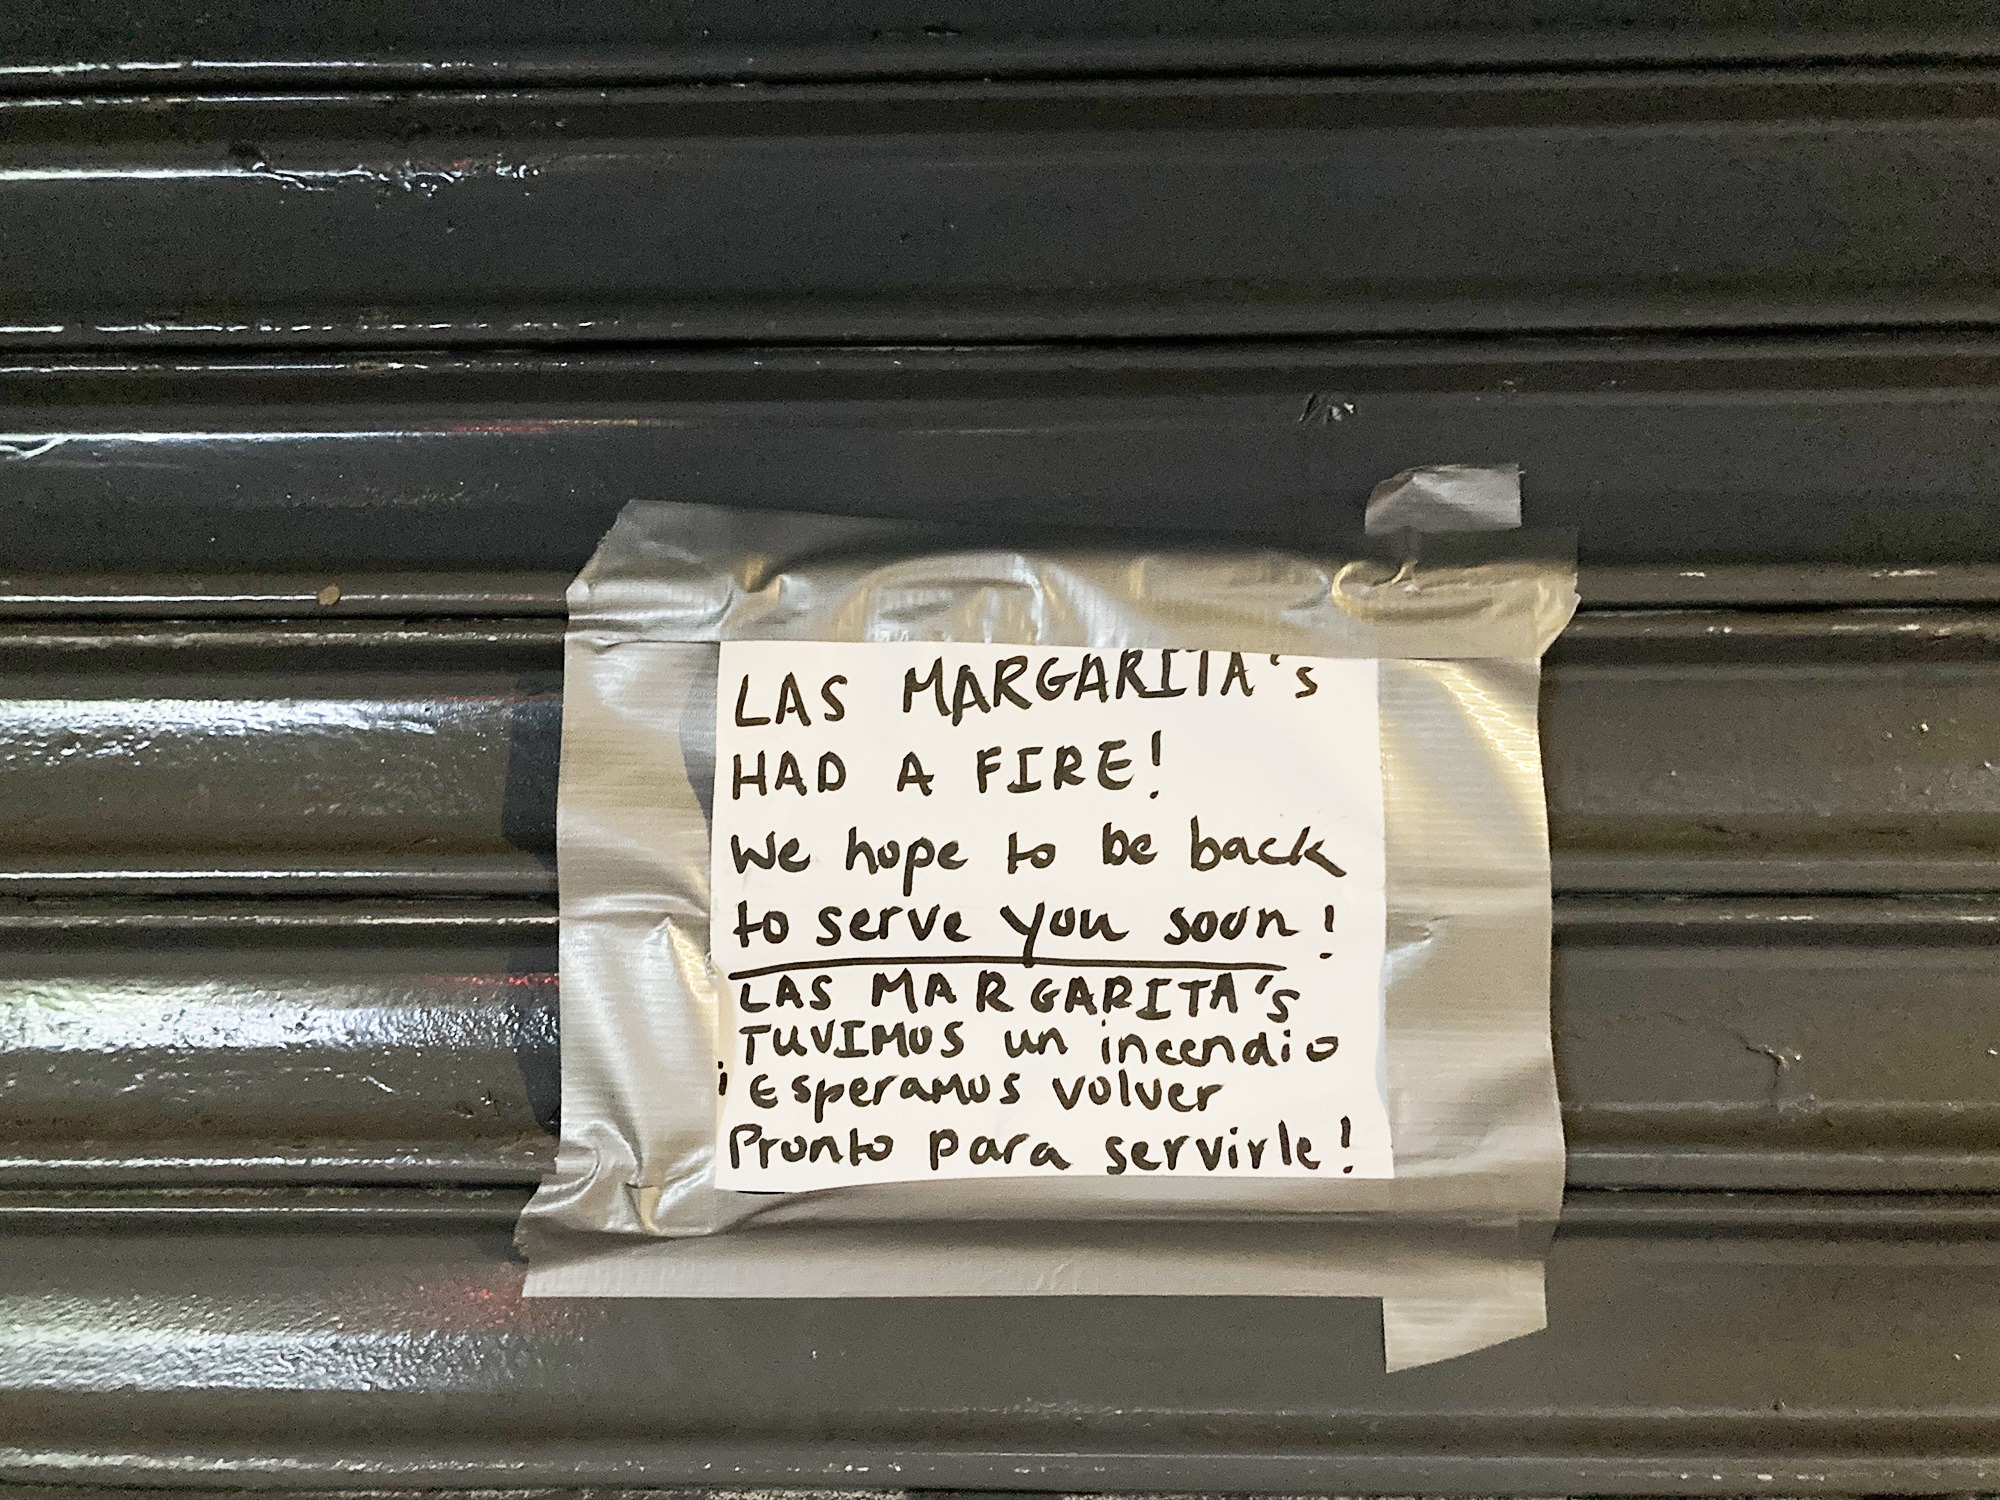 LAS MARGARITA's
HAD A FIRE!
We hope to be back
to serve you soon!
LAS MARGARITA's
TUVIMOS un incendio
¡Esperamos volver
Pronto para servirle!